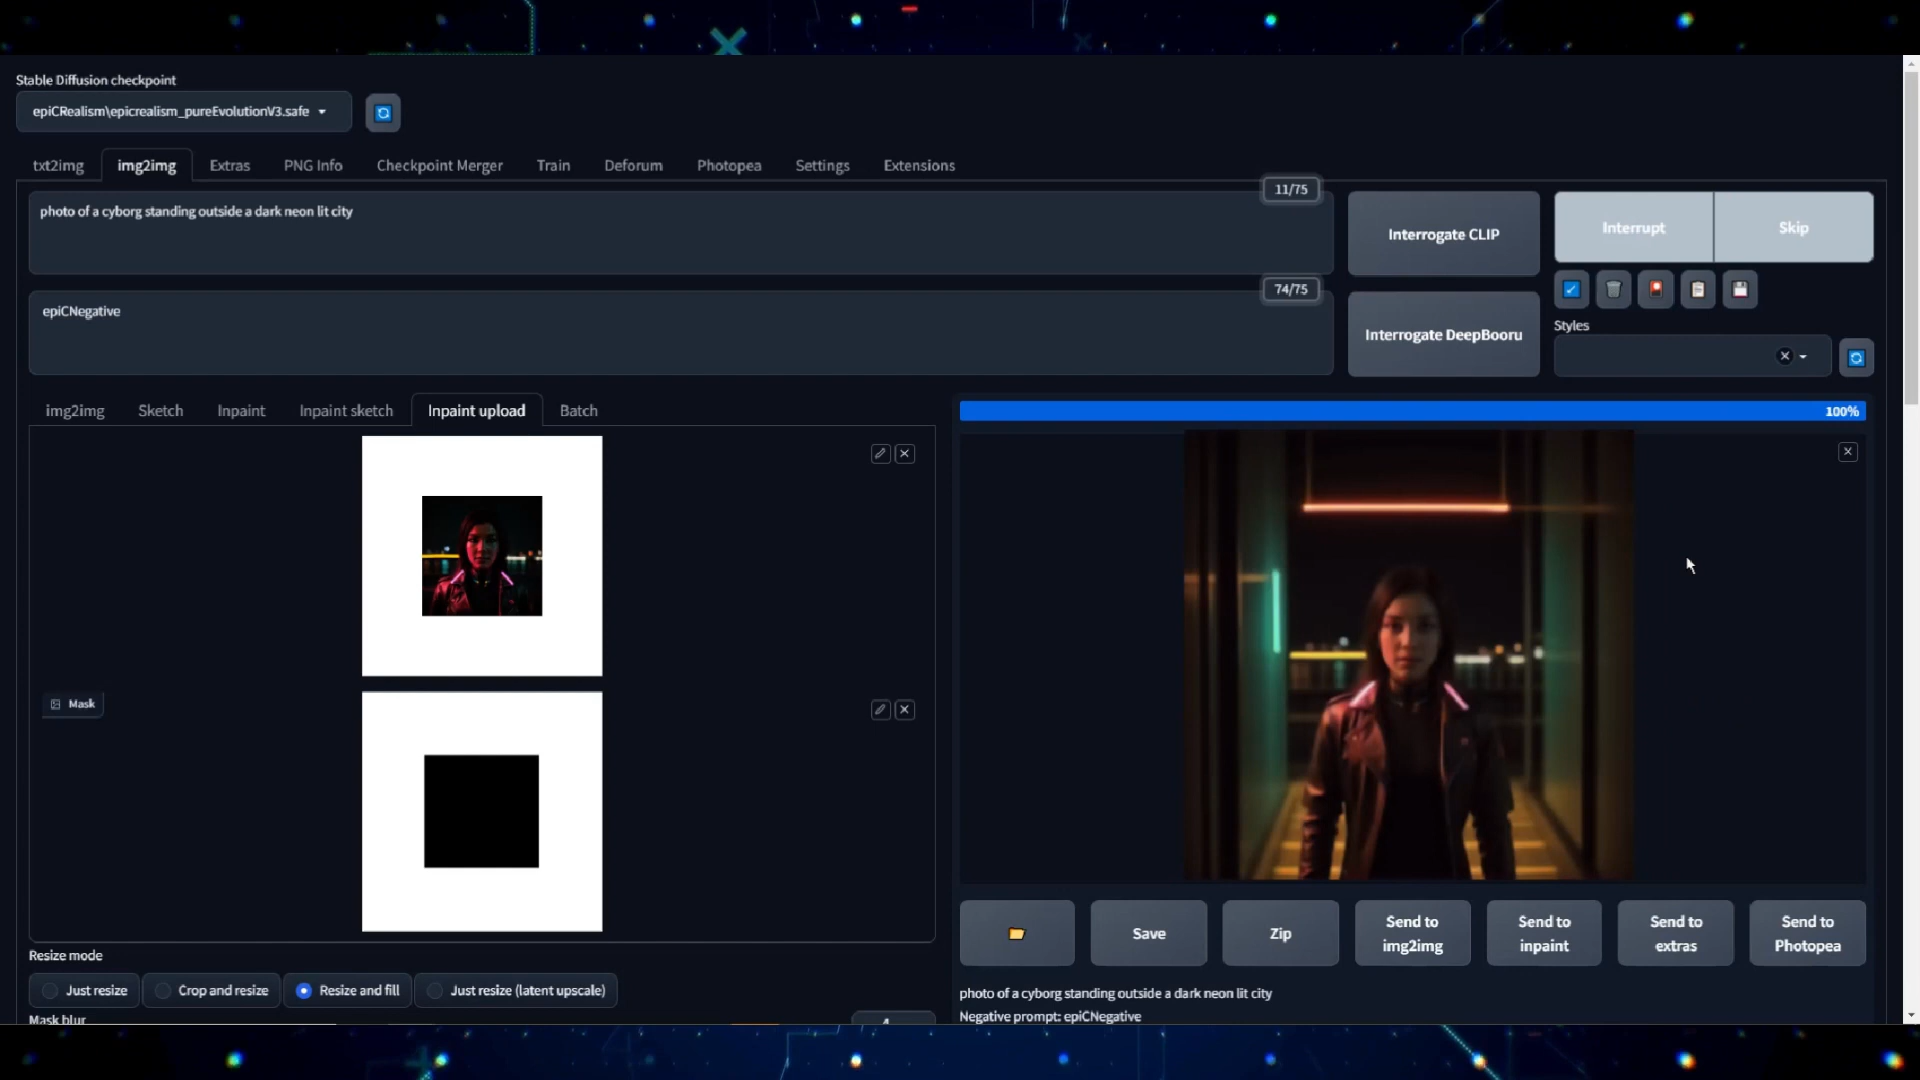 Stable Diffusion checkpoint
epiCRealism\epicrealism_pureEvolutionV3.safe
txt2img img2img Extras PNG Info Checkpoint Merger Train Deforum Photopea Settings Extensions
11/75
photo of a cyborg standing outside a dark neon lit city
Interrogate CLIP
Interrupt Skip
74/75
epiCNegative
Interrogate DeepBooru
Styles
img2img Sketch Inpaint Inpaint sketch Inpaint upload Batch
100%
Mask
Save
Zip
Send to img2img
Send to inpaint
Send to extras
Send to Photopea
Resize mode
Just resize Crop and resize Resize and fill Just resize (latent upscale)
photo of a cyborg standing outside a dark neon lit city
Negative prompt: epiCNegative
Mask blur
4